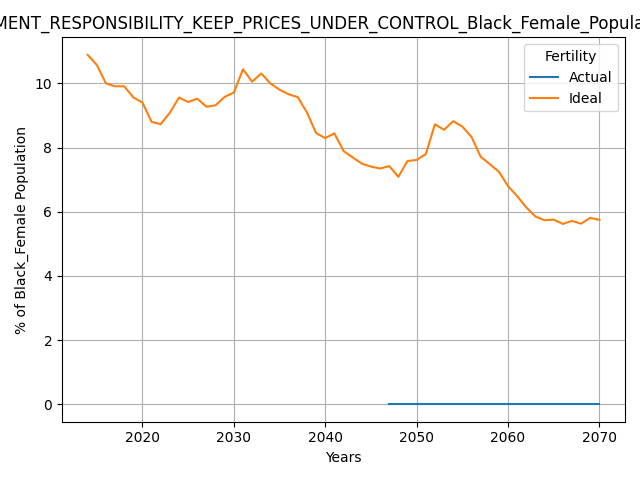 MENT_RESPONSIBILITY_KEEP_PRICES_UNDER_CONTROL_Black_Female_Popula
Fertility
Actual
Ideal
% of Black_Female Population
10
8
6
4
2
0
2020 2030 2040 2050 2060 2070
Years